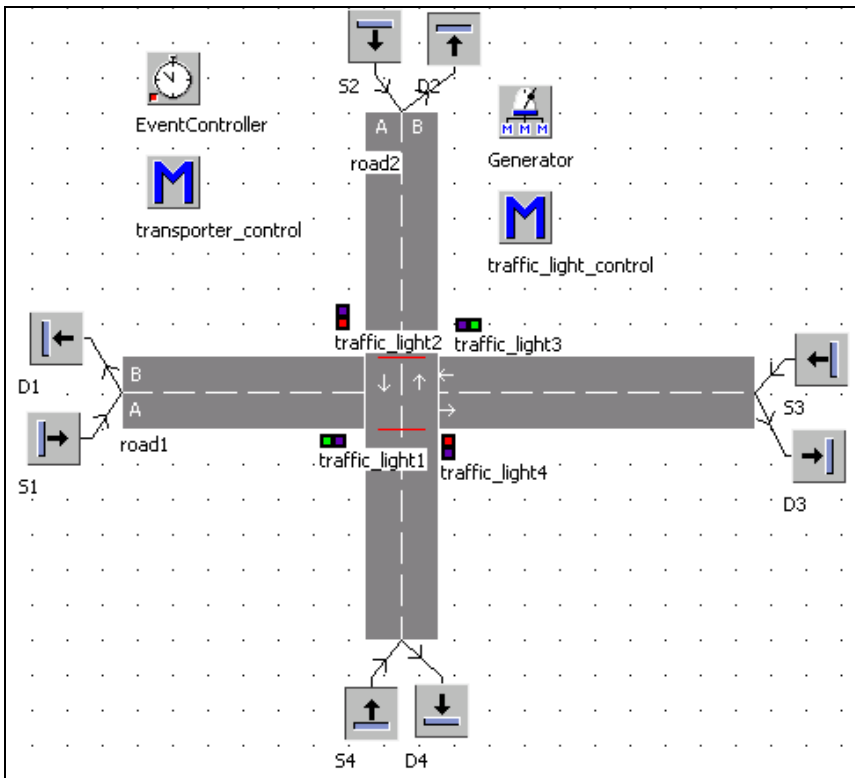 S2
D2
EventController
A B
road2
M M M
Generator
M
transporter_control
M
traffic_light_control
traffic_light2
traffic_light3
D1
B
A
S3
road1
traffic_light1
traffic_light4
S1
D3
S4
D4